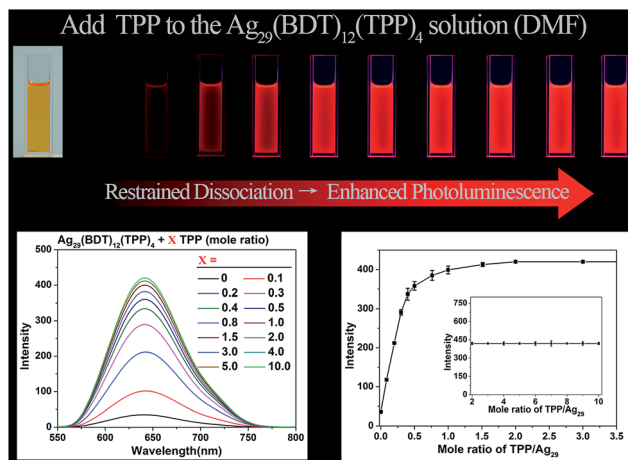 Add TPP to the Ag29(BDT)12(TPP)4 solution (DMF)
Restrained Dissociation → Enhanced Photoluminescence
Ag29(BDT)12(TPP)4 + X TPP (mole ratio)
X =
0 0.1
0.2 0.3
0.4 0.5
0.8 1.0
1.5 2.0
3.0 4.0
5.0 10.0
Intensity
500
400
300
200
100
0
550 600 650 700 750 800
Wavelength(nm)
Intensity
400
300
200
100
0
0.0 0.5 1.0 1.5 2.0 2.5 3.0 3.5
Mole ratio of TPP/Ag29
Intensity
750
600
450
300
150
0
2 4 6 8 10
Mole ratio of TPP/Ag29